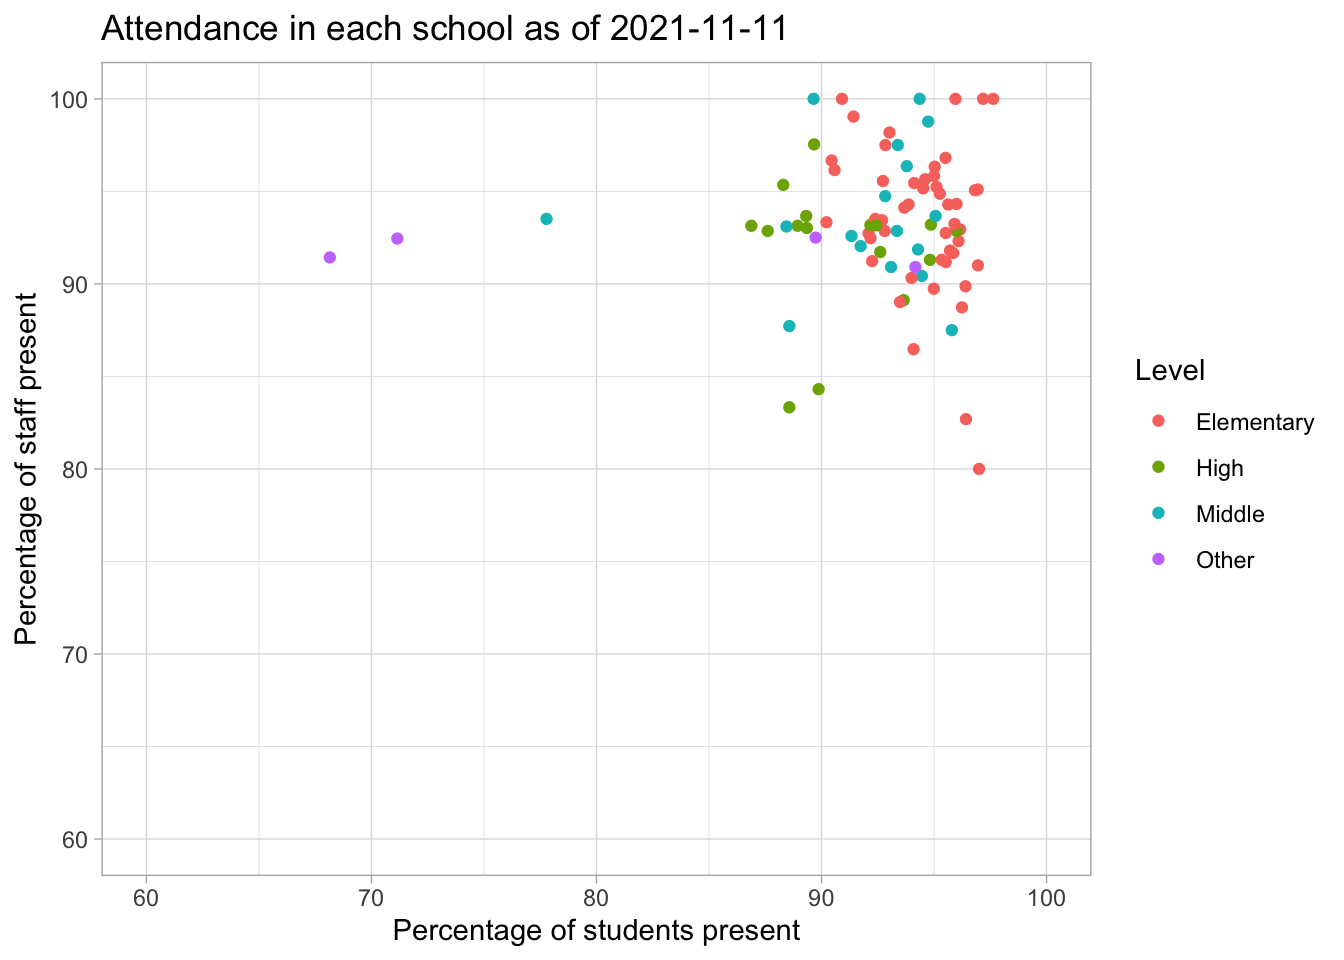 Attendance in each school as of 2021-11-11
100
90
80
70
60
Percentage of staff present
60 70 80 90 100
Percentage of students present
Level
Elementary
High
Middle
Other